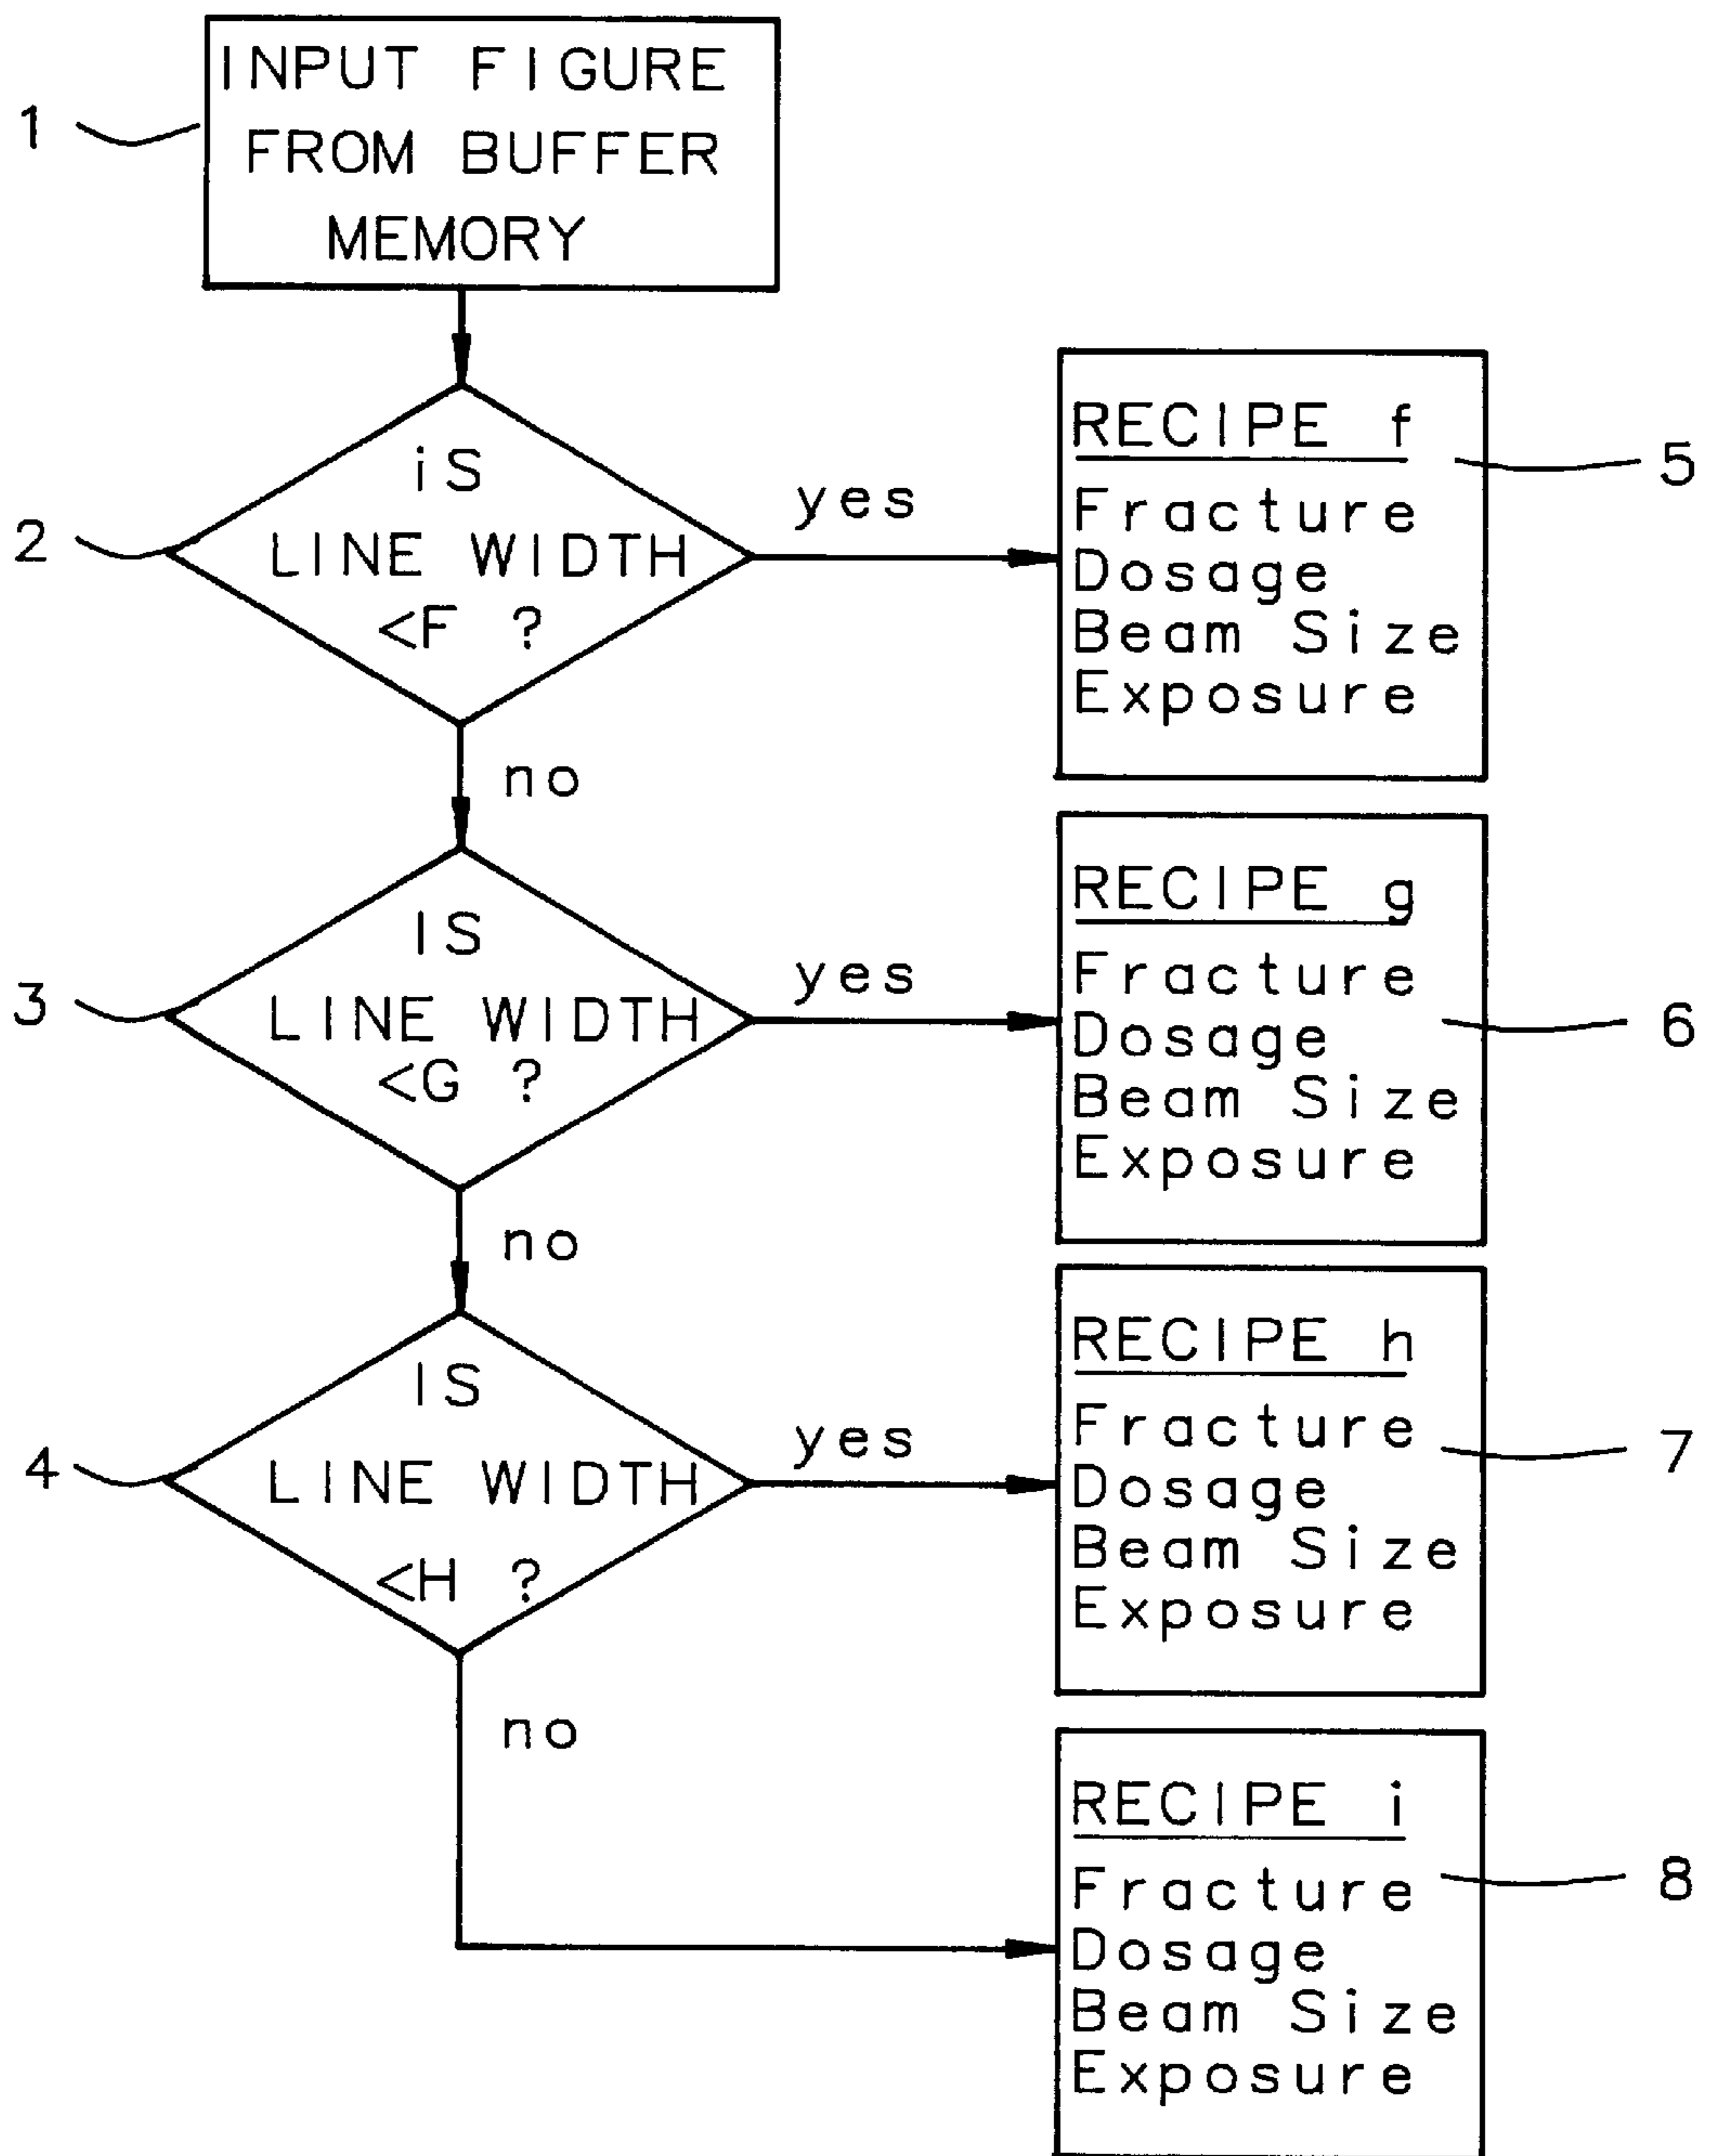 1
INPUT FIGURE
FROM BUFFER
MEMORY
2
iS
LINE WIDTH
<F ?
yes
no
RECIPE f
Fracture
Dosage
Beam Size
Exposure
5
3
IS
LINE WIDTH
<G ?
yes
no
RECIPE g
Fracture
Dosage
Beam Size
Exposure
6
4
IS
LINE WIDTH
<H ?
yes
no
RECIPE h
Fracture
Dosage
Beam Size
Exposure
7
RECIPE i
Fracture
Dosage
Beam Size
Exposure
8